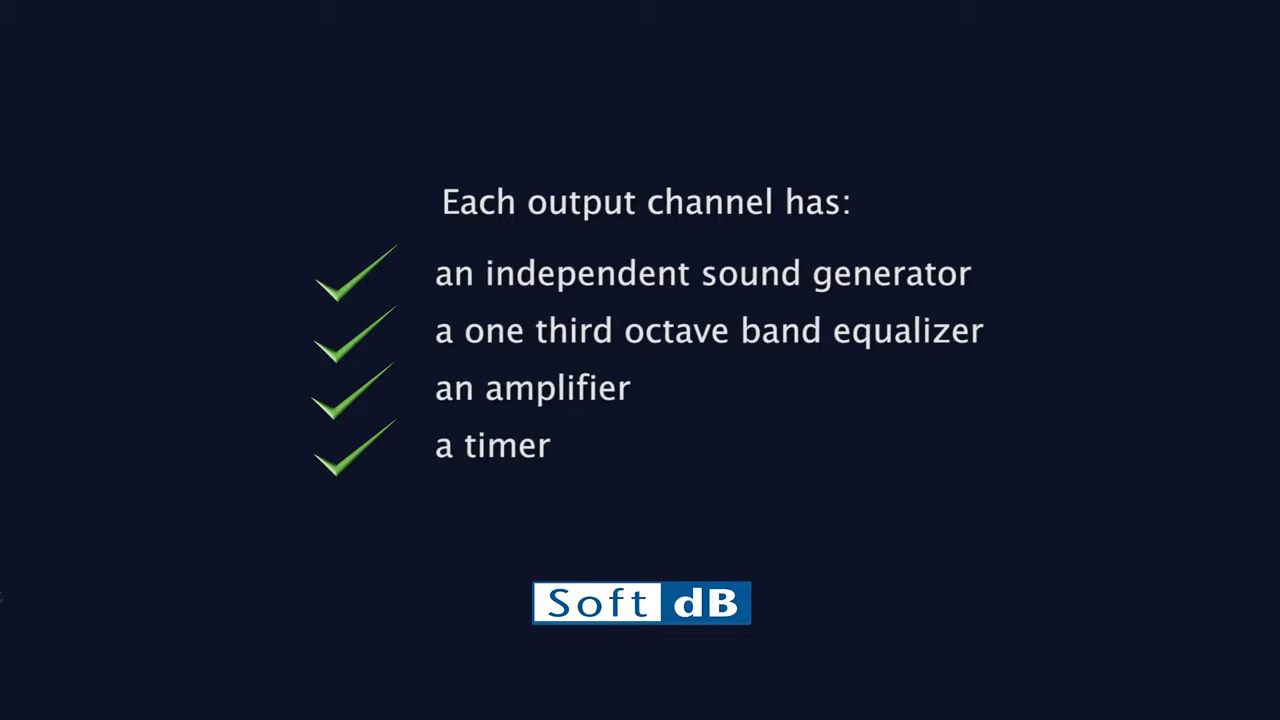 Each output channel has:
an independent sound generator
a one third octave band equalizer
an amplifier
a timer
Soft dB